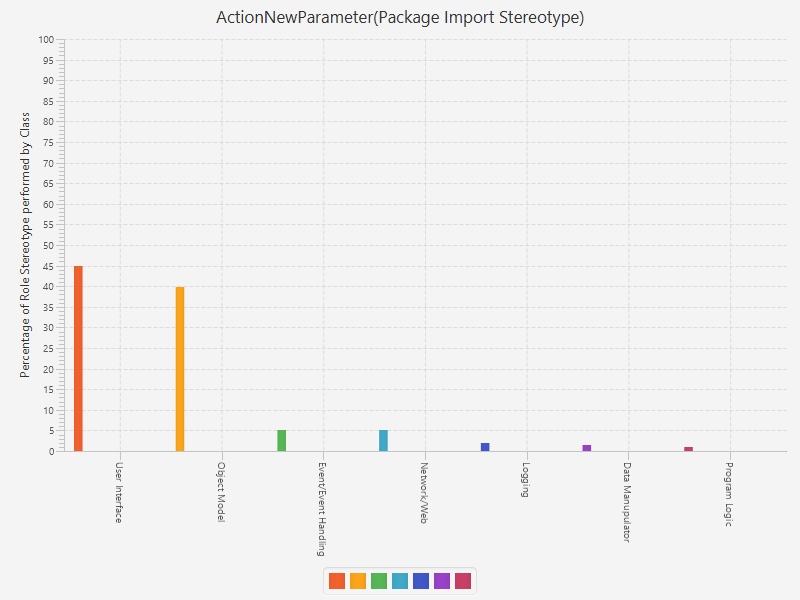 ActionNewParameter(Package Import Stereotype)
Percentage of Role Stereotype performed by Class
100
95
90
85
80
75
70
65
60
55
50
45
40
35
30
25
20
15
10
5
0
User Interface
Object Model
Event/Event Handling
Network/Web
Logging
Data Manupulator
Program Logic